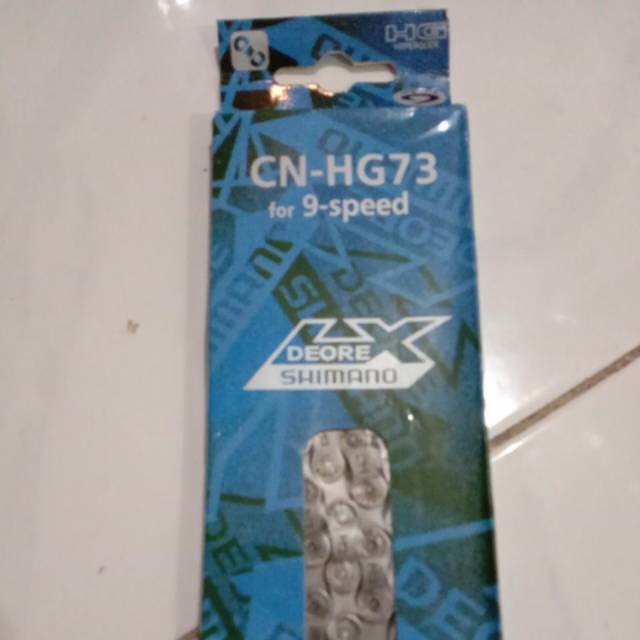 HG
CN-HG73
for 9-speed
LX
DEORE
SHIMANO